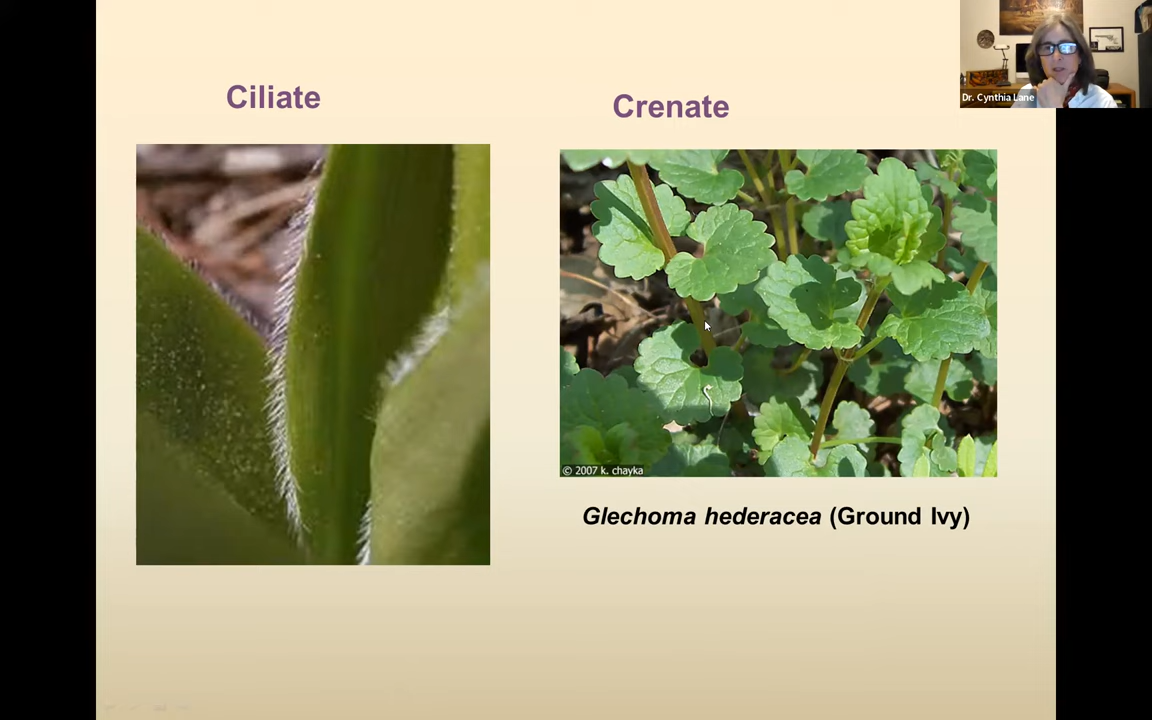 Dr. Cynthia Lane
Ciliate
Crenate
© 2007 k. chayka
Glechoma hederacea (Ground Ivy)